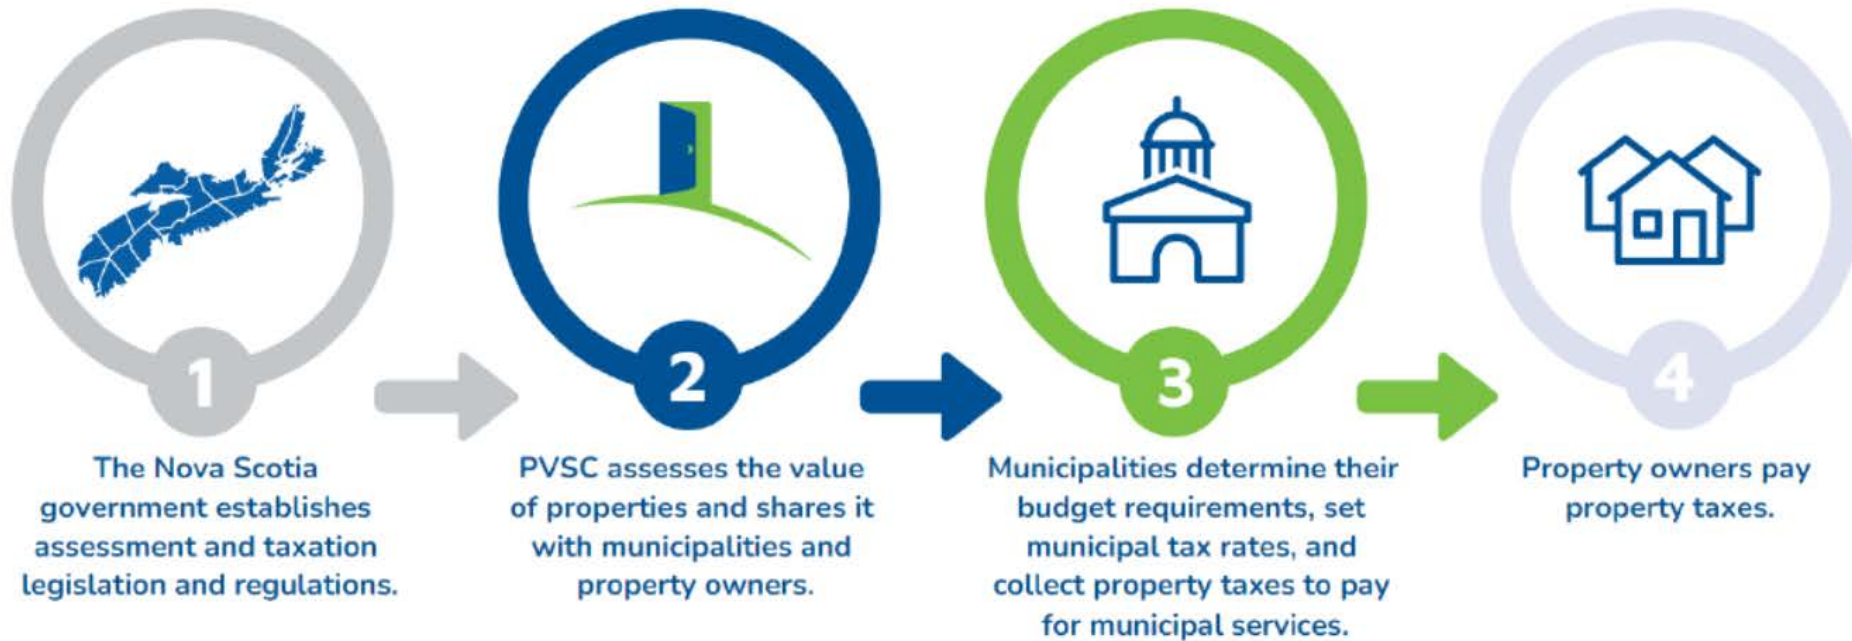 1
The Nova Scotia
government establishes
assessment and taxation
legislation and regulations.
2
PVSC assesses the value
of properties and shares it
with municipalities and
property owners.
3
Municipalities determine their
budget requirements, set
municipal tax rates, and
collect property taxes to pay
for municipal services.
4
Property owners pay
property taxes.